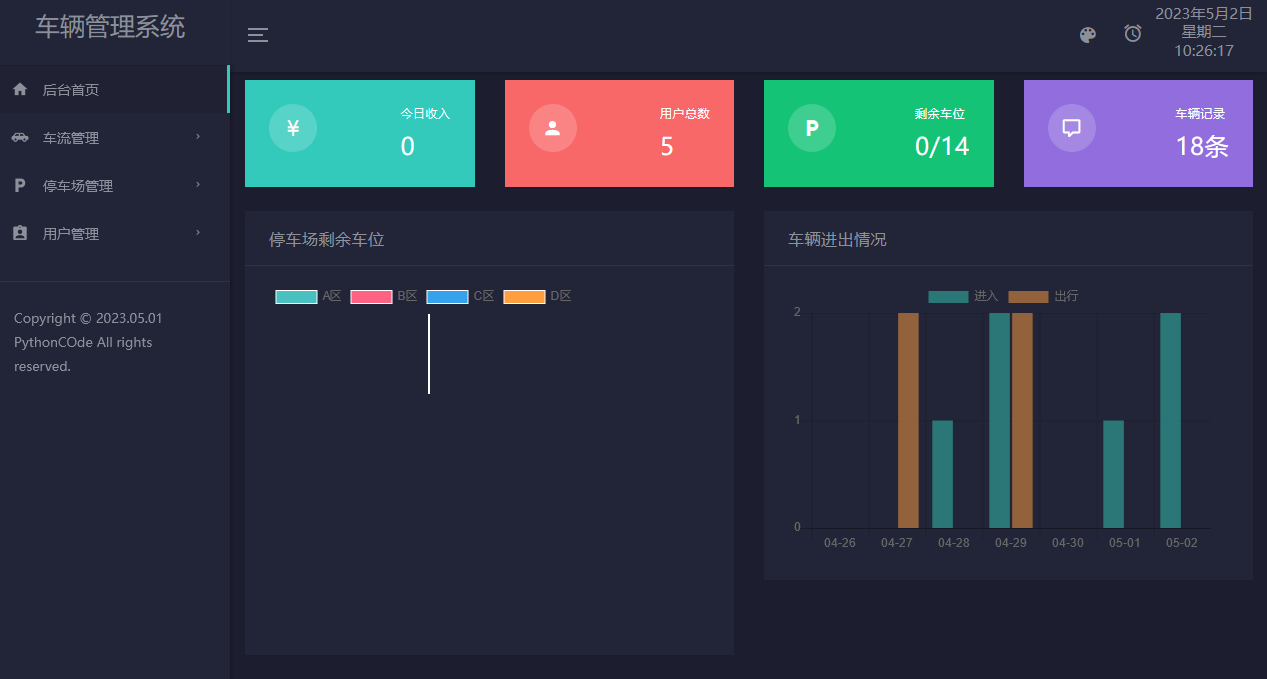 车辆管理系统
后台首页
车流管理
停车场管理
用户管理
Copyright © 2023.05.01
PythonCOde All rights
reserved.
2023年5月2日
星期二
10:26:17
¥
今日收入
0
用户总数
5
P
剩余车位
0/14
车辆记录
18条
停车场剩余车位
A区 B区 C区 D区
车辆进出情况
进入 出行
2
1
0
04-26 04-27 04-28 04-29 04-30 05-01 05-02